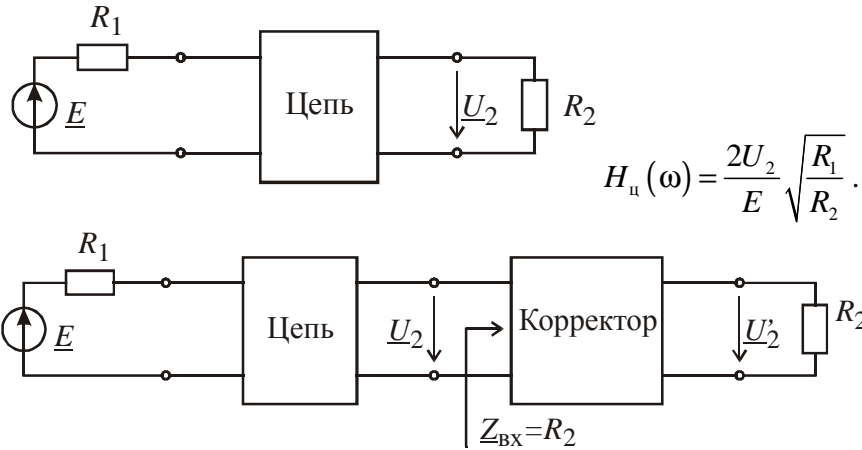 R1
E
Цепь
U2
R2
Hц(ω) = 2U2/E √(R1/R2) .
R1
E
Цепь
U2
Корректор
U'2
R2
Zвх=R2